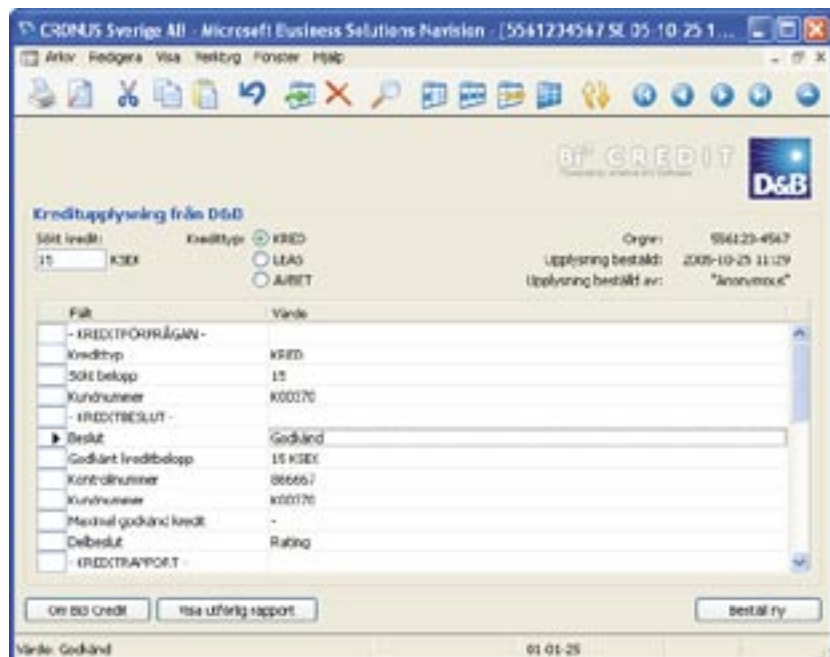 CRONUS Sverige AB - Microsoft Business Solutions Navision - [5561234567 SE 05-10-25 1...
Arkiv Redigera Visa Verktyg Fönster Hjälp
CREDIT
D&B
Kreditupplysning från D&B
Sökt kredit: Kredittyp: KRED Orgnr: 556123-4567
15 KSEK LEAS Upplysning beställd: 2005-10-25 11:29
Upplysning beställd av: "Anonymous"
Fält Värde
- KREDITFÖRFRÅGAN -
Kredittyp KRED
Sökt belopp 15
Kundnummer K00370
- KREDITBESLUT -
Beslut Godkänd
Godkänt kreditbelopp 15 KSEK
Kontrollnummer 866667
Kundnummer K00370
Maximal godkänd kredit -
Delbeslut Rating
- KREDITRAPPORT -
Om Credit Visa utförlig rapport Beställ ny
Värde: Godkänd 01-01-25